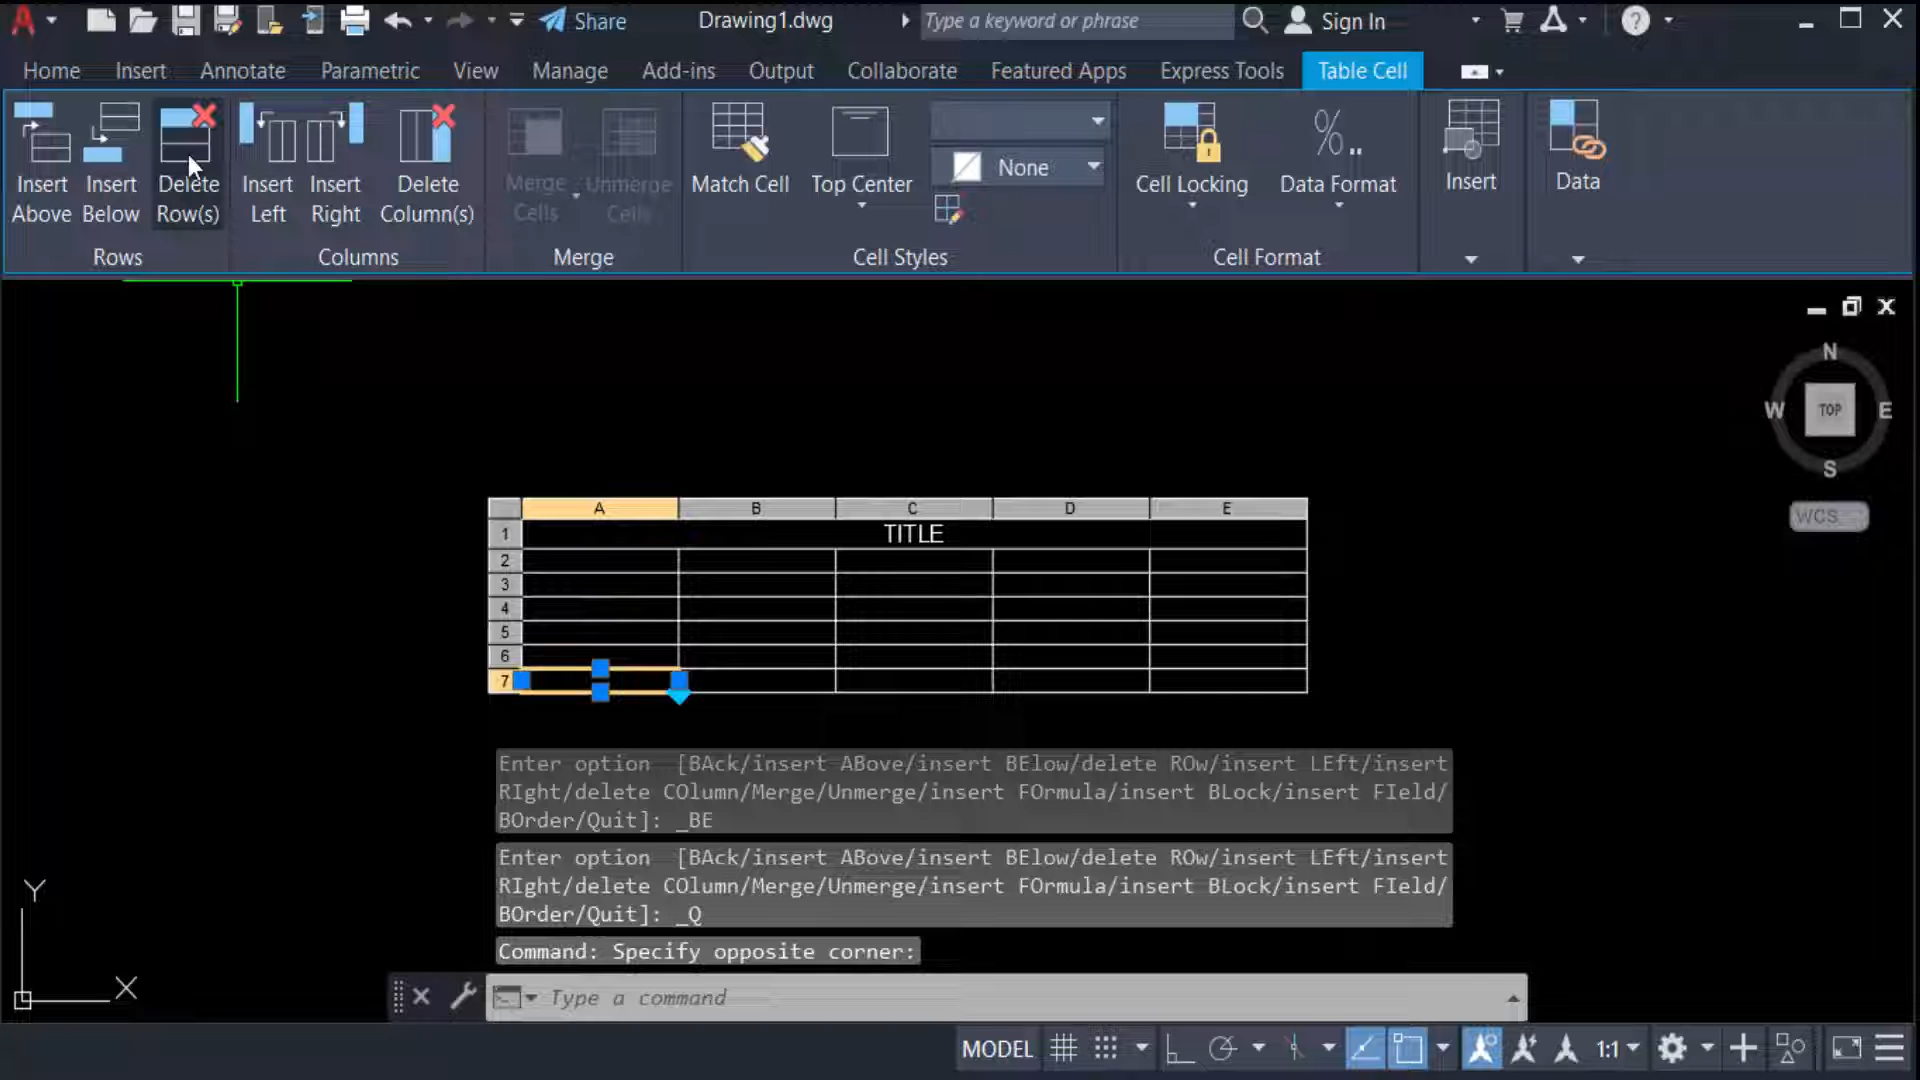 Share
Drawing1.dwg
Type a keyword or phrase
Sign In
Home
Insert
Annotate
Parametric
View
Manage
Add-ins
Output
Collaborate
Featured Apps
Express Tools
Table Cell
Insert Above
Insert Below
Delete Row(s)
Insert Left
Insert Right
Delete Column(s)
Merge Cells
Unmerge Cells
Match Cell
Top Center
None
Cell Locking
%..
Data Format
Insert
Data
Rows
Columns
Merge
Cell Styles
Cell Format
N
W
TOP
E
S
WCS
A B C D E
1 TITLE
2
3
4
5
6
7
Enter option [BAck/insert ABove/insert BElow/delete ROw/insert LEft/insert
RIght/delete COlumn/Merge/Unmerge/insert FOrmula/insert BLock/insert FIeld/
BOrder/Quit]: _BE
Enter option [BAck/insert ABove/insert BElow/delete ROw/insert LEft/insert
RIght/delete COlumn/Merge/Unmerge/insert FOrmula/insert BLock/insert FIeld/
BOrder/Quit]: _Q
Command: Specify opposite corner:
Y
X
Type a command
MODEL
1:1